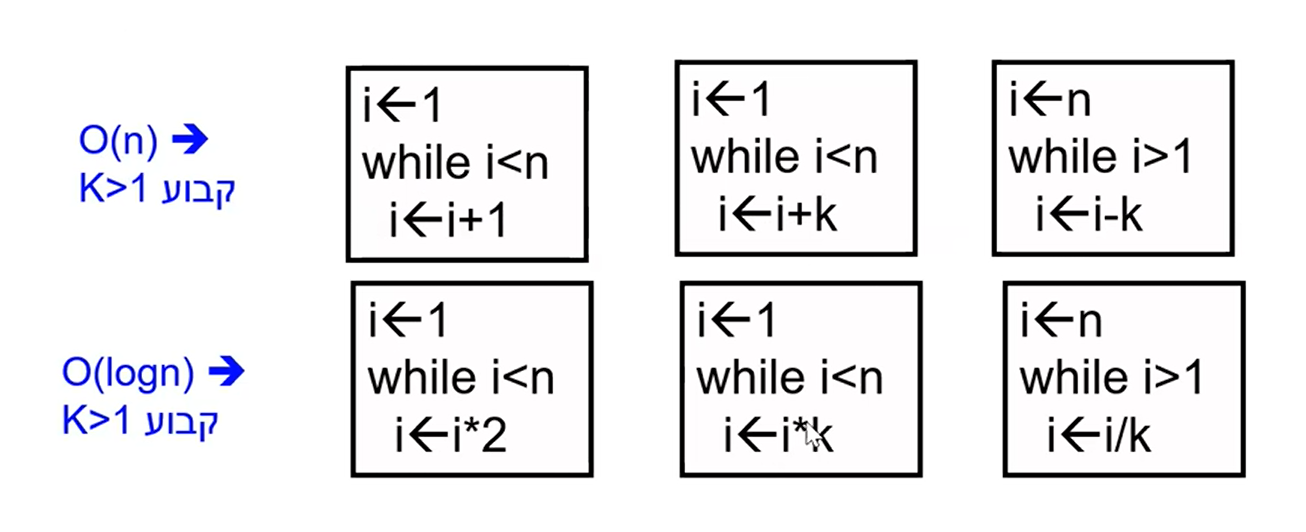 O(n) ➔
K>1 קבוע
i←1
while i<n
i←i+1
i←1
while i<n
i←i+k
i←n
while i>1
i←i-k
O(logn) ➔
K>1 קבוע
i←1
while i<n
i←i*2
i←1
while i<n
i←i*k
i←n
while i>1
i←i/k